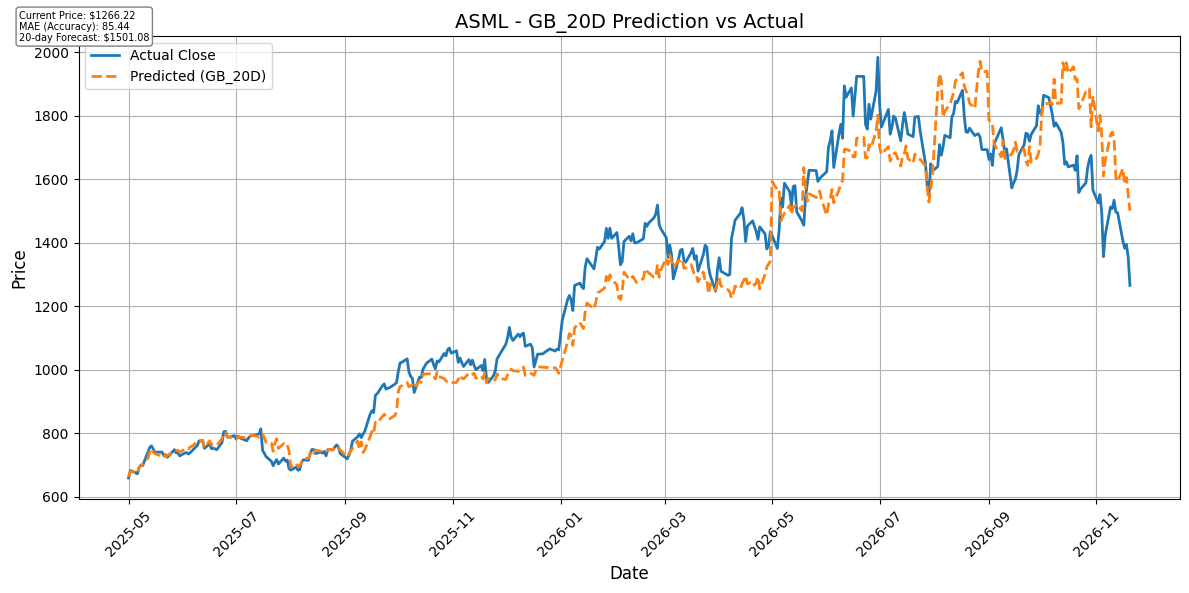 ASML - GB_20D Prediction vs Actual
Current Price: $1266.22
MAE (Accuracy): 85.44
20-day Forecast: $1501.08
Actual Close
Predicted (GB_20D)
Price
2000
1800
1600
1400
1200
1000
800
600
2025-05
2025-07
2025-09
2025-11
2026-01
2026-03
2026-05
2026-07
2026-09
2026-11
Date